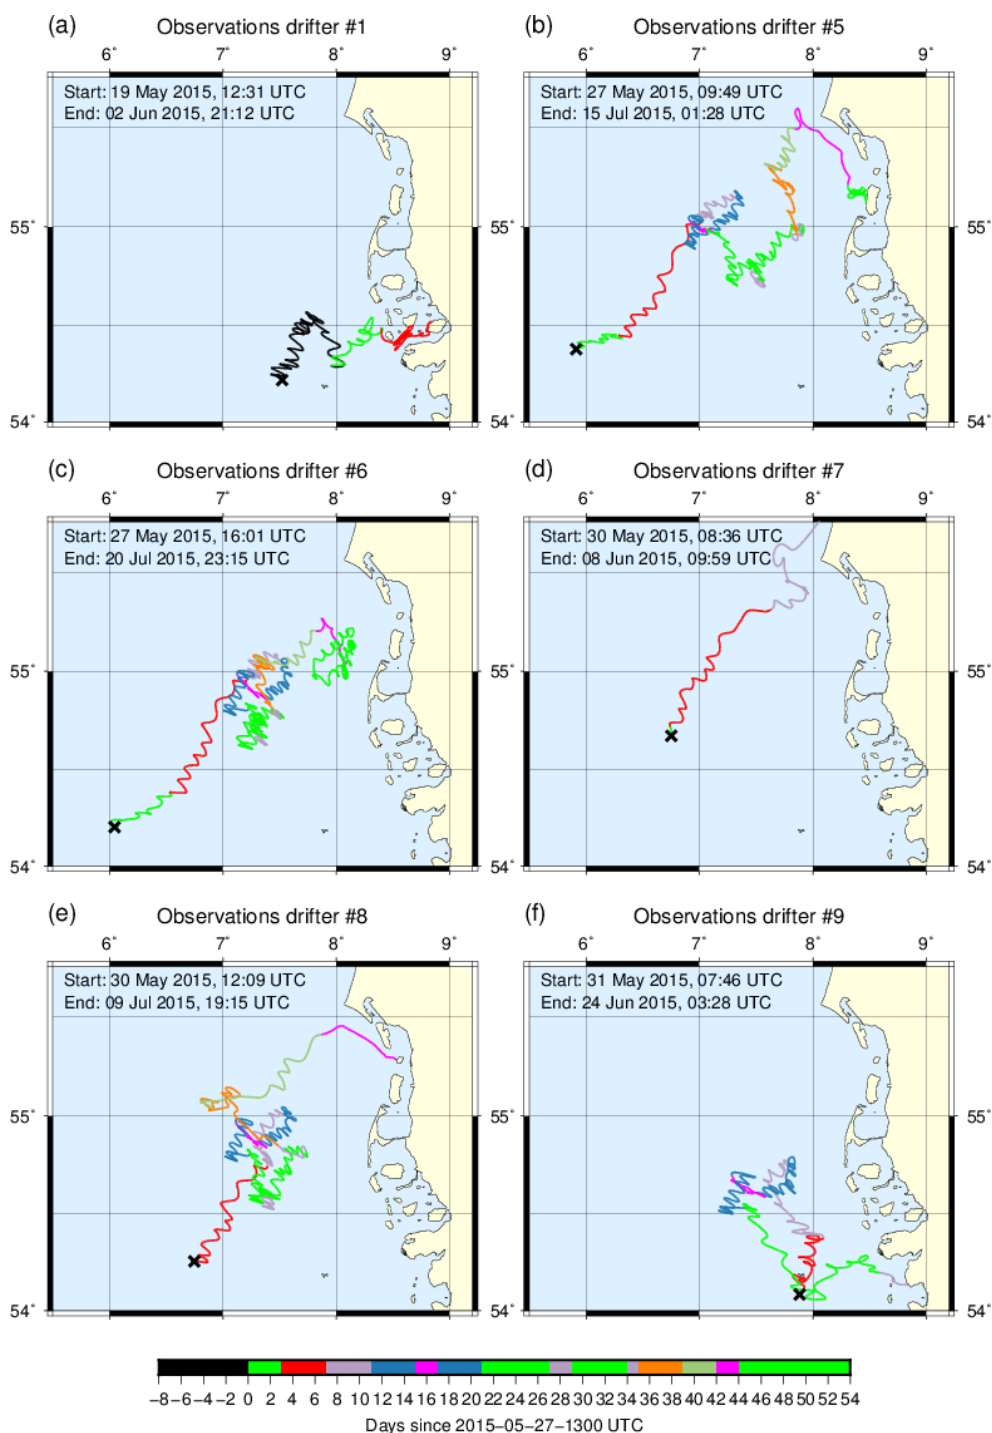 (a) Observations drifter #1
6° 7° 8° 9°
Start: 19 May 2015, 12:31 UTC
End: 02 Jun 2015, 21:12 UTC
55°
54°
(b) Observations drifter #5
6° 7° 8° 9°
Start: 27 May 2015, 09:49 UTC
End: 15 Jul 2015, 01:28 UTC
55° 55°
54° 54°
(c) Observations drifter #6
6° 7° 8° 9°
Start: 27 May 2015, 16:01 UTC
End: 20 Jul 2015, 23:15 UTC
55°
54°
(d) Observations drifter #7
6° 7° 8° 9°
Start: 30 May 2015, 08:36 UTC
End: 08 Jun 2015, 09:59 UTC
55° 55°
54° 54°
(e) Observations drifter #8
6° 7° 8° 9°
Start: 30 May 2015, 12:09 UTC
End: 09 Jul 2015, 19:15 UTC
55°
54°
(f) Observations drifter #9
6° 7° 8° 9°
Start: 31 May 2015, 07:46 UTC
End: 24 Jun 2015, 03:28 UTC
55° 55°
54° 54°
−8 −6 −4 −2 0 2 4 6 8 10 12 14 16 18 20 22 24 26 28 30 32 34 36 38 40 42 44 46 48 50 52 54
Days since 2015−05−27−1300 UTC